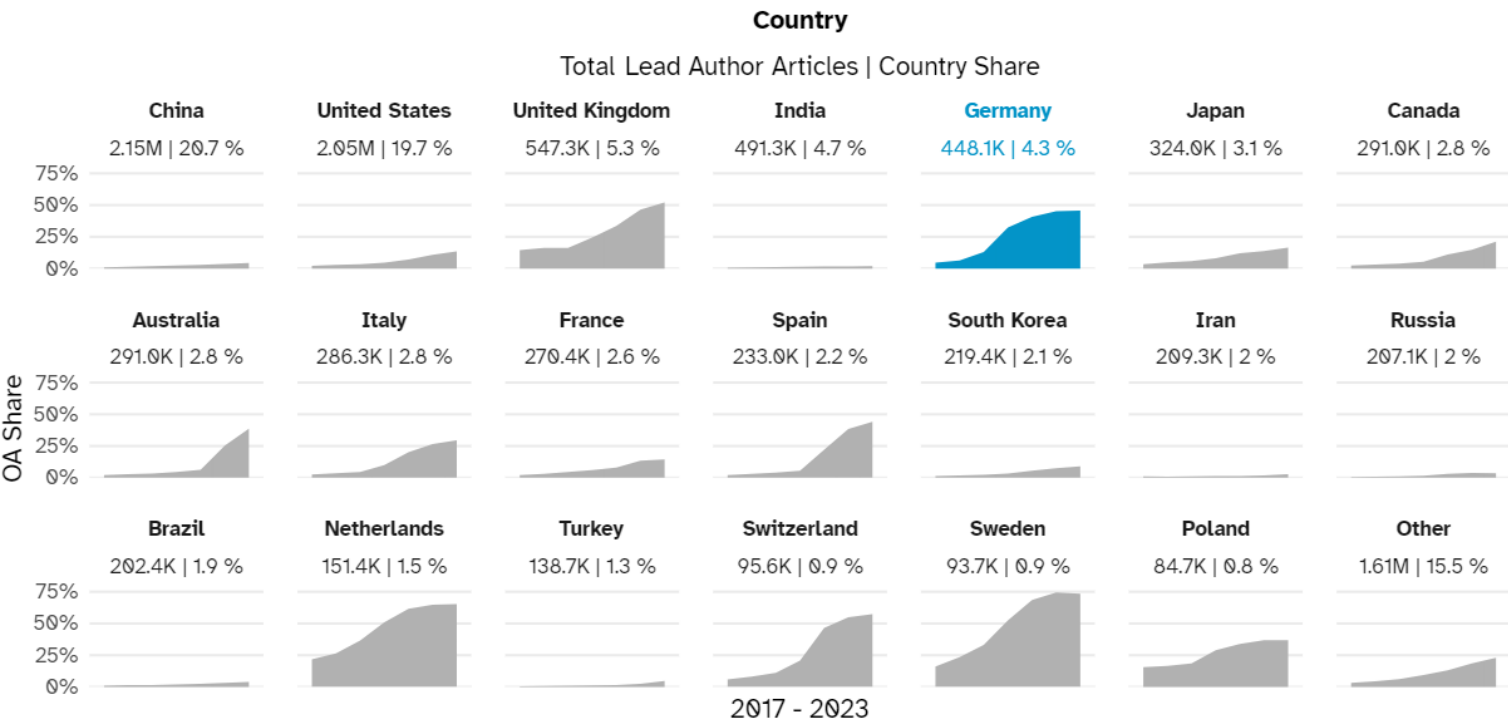 Country
Total Lead Author Articles | Country Share
China United States United Kingdom India Germany Japan Canada
2.15M | 20.7 % 2.05M | 19.7 % 547.3K | 5.3 % 491.3K | 4.7 % 448.1K | 4.3 % 324.0K | 3.1 % 291.0K | 2.8 %
75%
50%
25%
0%
Australia Italy France Spain South Korea Iran Russia
291.0K | 2.8 % 286.3K | 2.8 % 270.4K | 2.6 % 233.0K | 2.2 % 219.4K | 2.1 % 209.3K | 2 % 207.1K | 2 %
75%
50%
25%
0%
OA Share
Brazil Netherlands Turkey Switzerland Sweden Poland Other
202.4K | 1.9 % 151.4K | 1.5 % 138.7K | 1.3 % 95.6K | 0.9 % 93.7K | 0.9 % 84.7K | 0.8 % 1.61M | 15.5 %
75%
50%
25%
0%
2017 - 2023